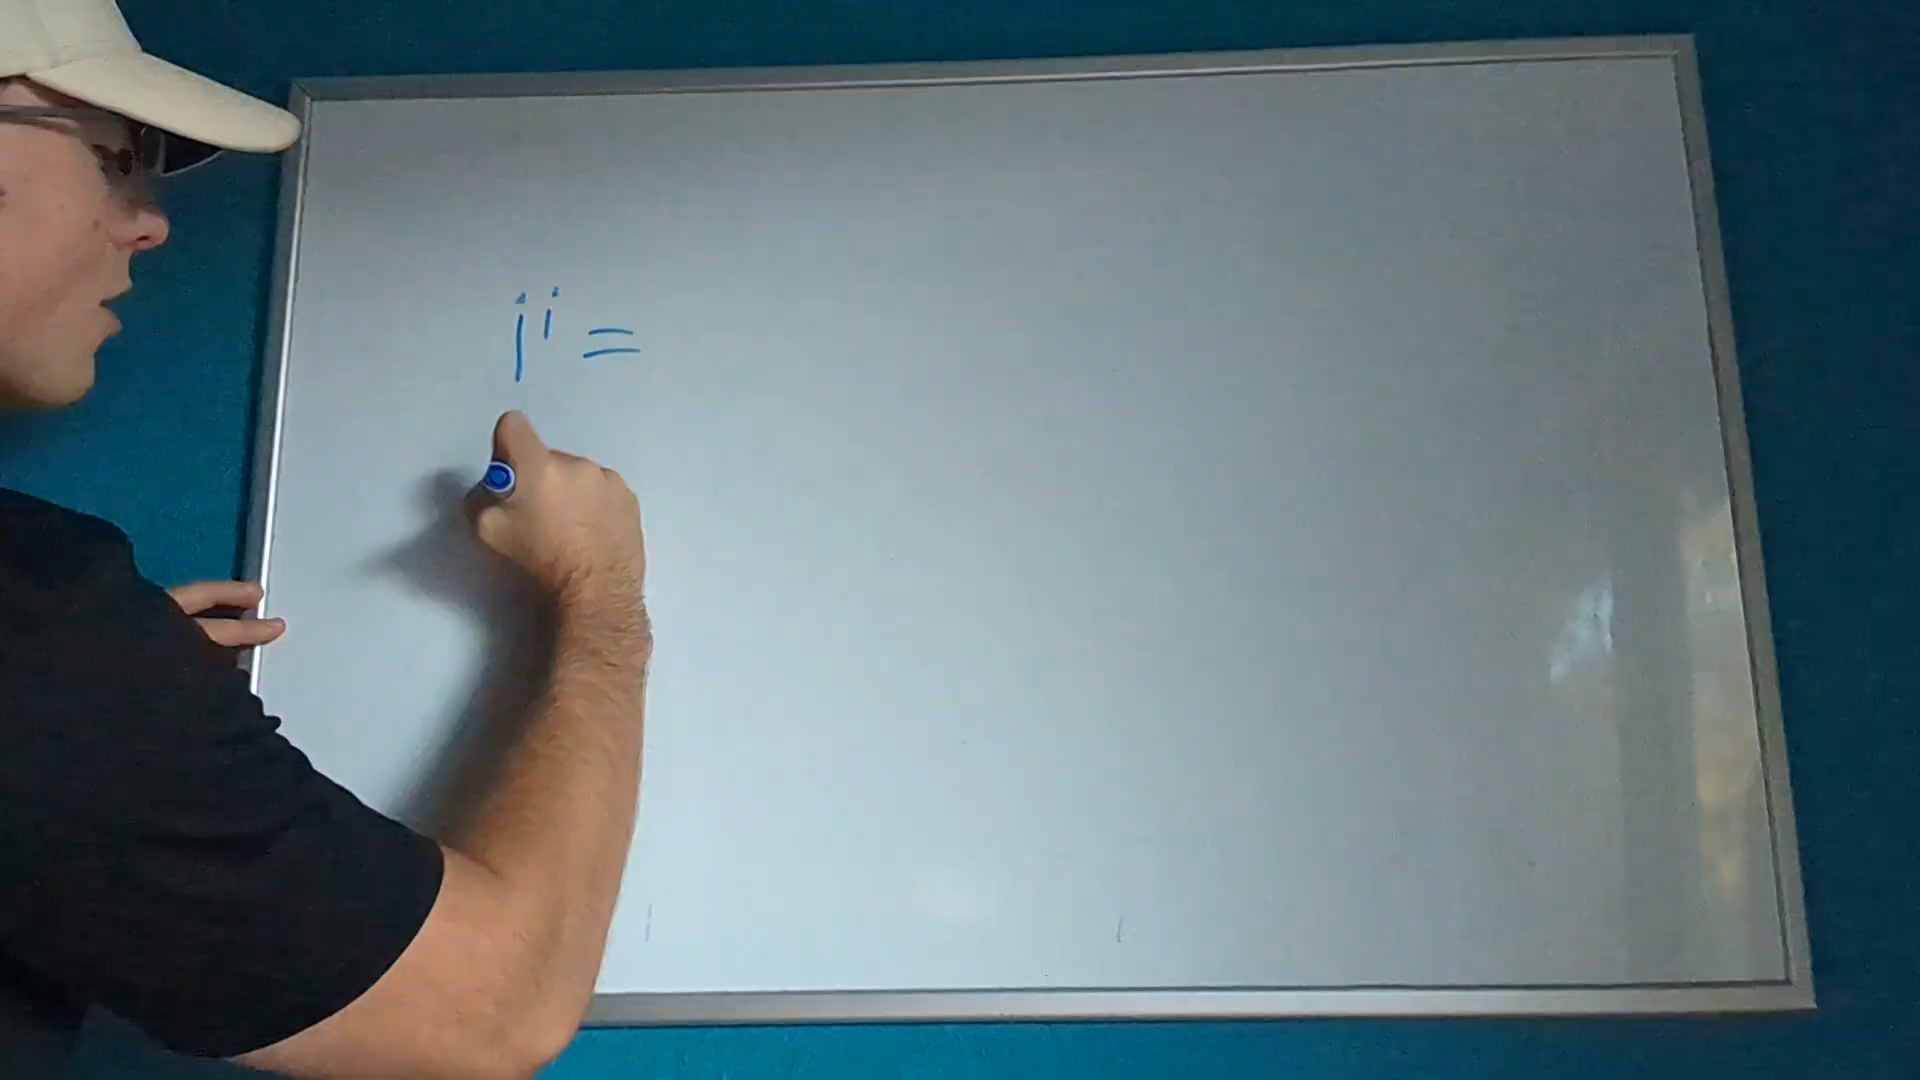 i^i =